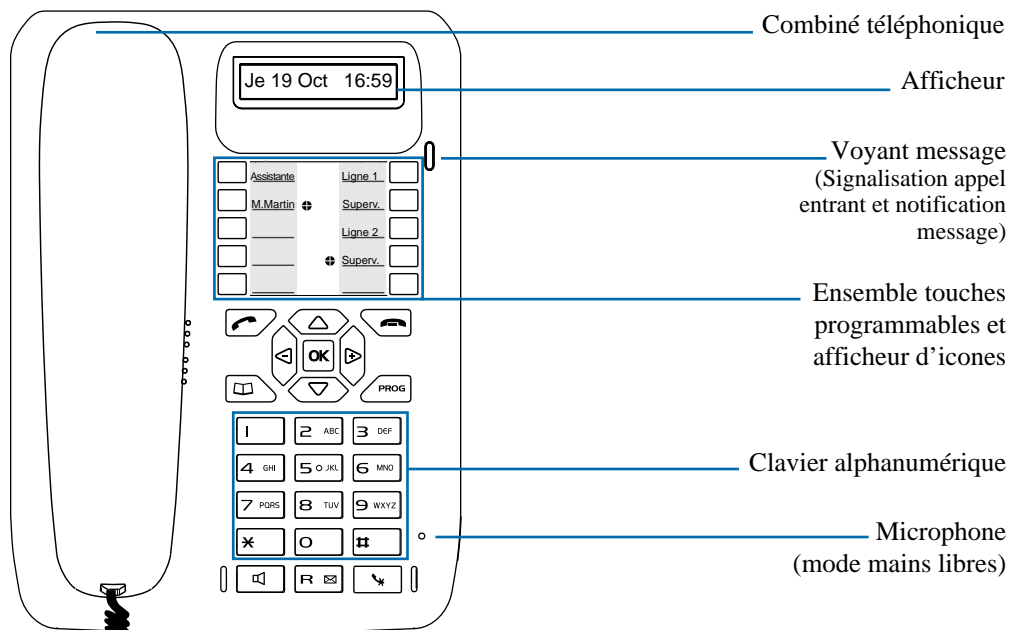 Combiné téléphonique
Je 19 Oct 16:59
Afficheur
Voyant message
(Signalisation appel
entrant et notification
message)
Assistante Ligne 1
M.Martin Superv.
Ligne 2
Superv.
Ensemble touches
programmables et
afficheur d’icones
OK
PROG
1 2 ABC 3 DEF
4 GHI 5 JKL 6 MNO
7 PQRS 8 TUV 9 WXYZ
* 0 #
R
Clavier alphanumérique
Microphone
(mode mains libres)